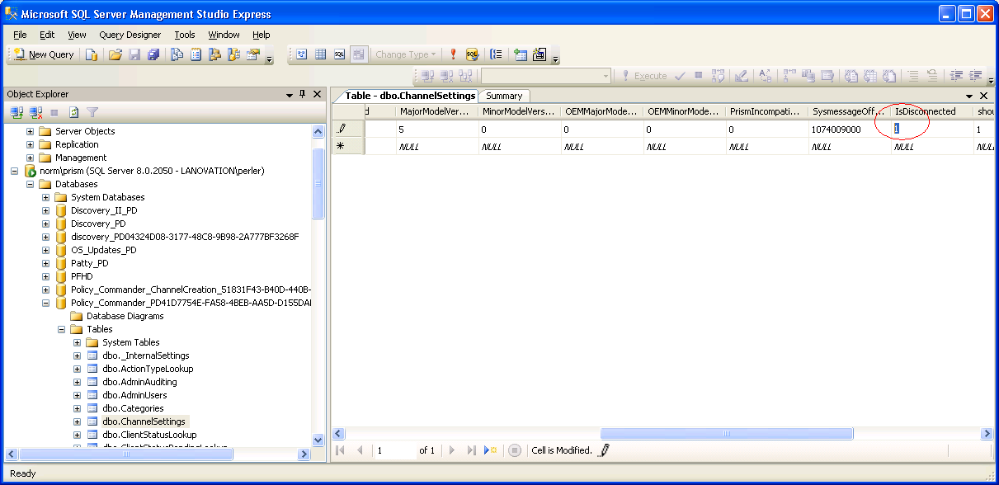 Microsoft SQL Server Management Studio Express
File Edit View Query Designer Tools Window Help
New Query Change Type
Execute
Object Explorer
Table - dbo.ChannelSettings Summary
MajorModelVer... MinorModelVers... OEMMajorMode... OEMMinorMode... PrismIncompati... SysmessageOff... IsDisconnected shou
5 0 0 0 0 1074009000 1 1
NULL NULL NULL NULL NULL NULL NULL NULL
Server Objects
Replication
Management
norm\prism (SQL Server 8.0.2050 - LANOVATION\perler)
Databases
System Databases
Discovery_II_PD
Discovery_PD
discovery_PD04324D08-3177-48C8-9B98-2A777BF3268F
OS_Updates_PD
Patty_PD
PFHD
Policy_Commander_ChannelCreation_51831F43-B40D-440B-
Policy_Commander_PD41D7754E-FA58-4BEB-AA5D-D155DA
Database Diagrams
Tables
System Tables
dbo._InternalSettings
dbo.ActionTypeLookup
dbo.AdminAuditing
dbo.AdminUsers
dbo.Categories
dbo.ChannelSettings
dbo.ClientStatusLookup
dbo.ClientStatusPendingLookup
1 of 1 Cell is Modified.
Ready